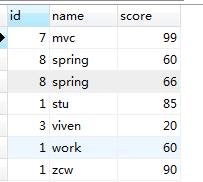 id name score
7 mvc 99
8 spring 60
8 spring 66
1 stu 85
3 viven 20
1 work 60
1 zcw 90